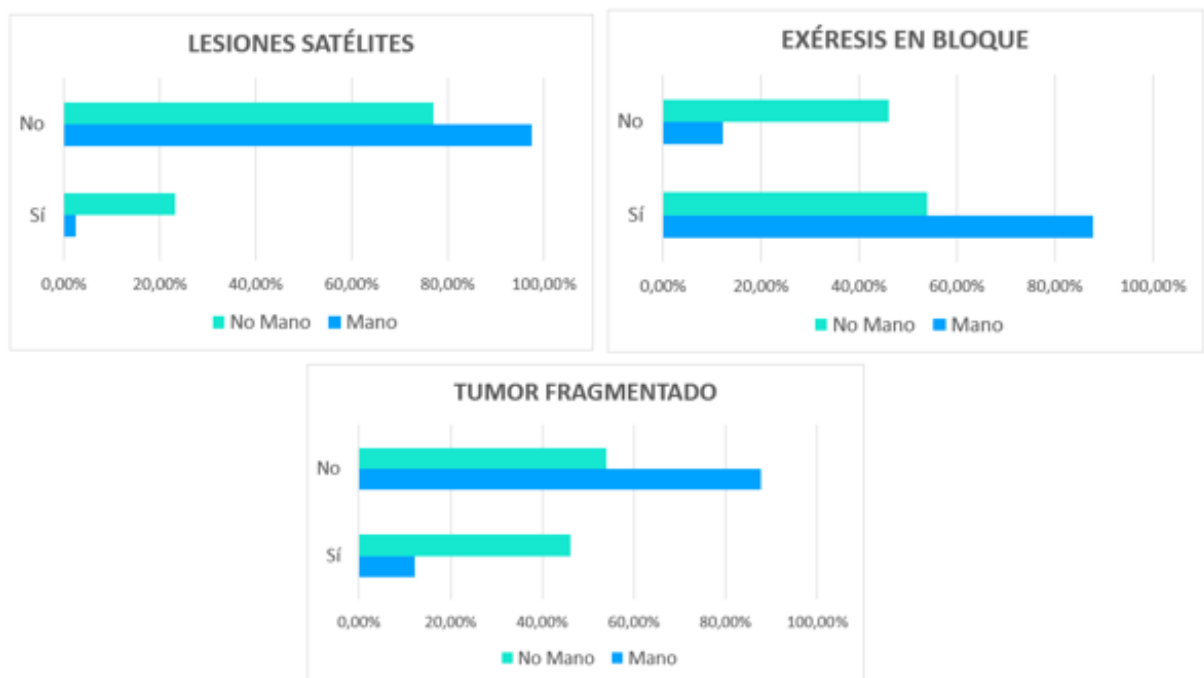 LESIONES SATÉLITES
No
Sí
0,00% 20,00% 40,00% 60,00% 80,00% 100,00%
No Mano Mano
EXÉRESIS EN BLOQUE
No
Sí
0,00% 20,00% 40,00% 60,00% 80,00% 100,00%
No Mano Mano
TUMOR FRAGMENTADO
No
Sí
0,00% 20,00% 40,00% 60,00% 80,00% 100,00%
No Mano Mano